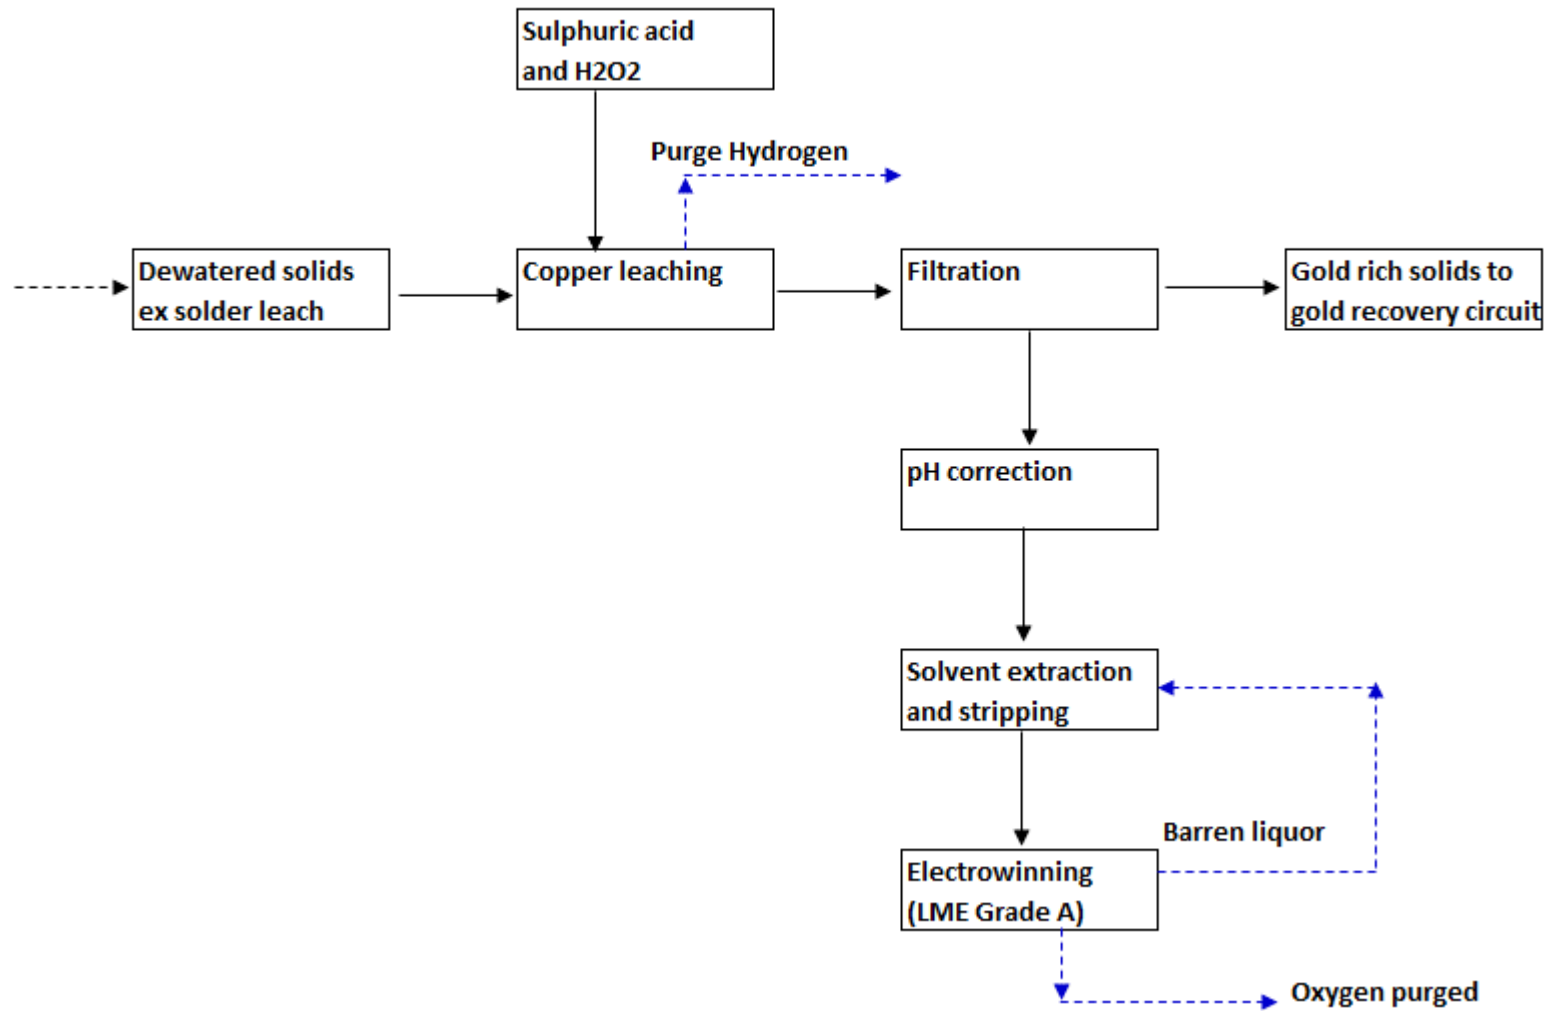 Sulphuric acid
and H2O2
Purge Hydrogen
Dewatered solids
ex solder leach
Copper leaching
Filtration
Gold rich solids to
gold recovery circuit
pH correction
Solvent extraction
and stripping
Barren liquor
Electrowinning
(LME Grade A)
Oxygen purged